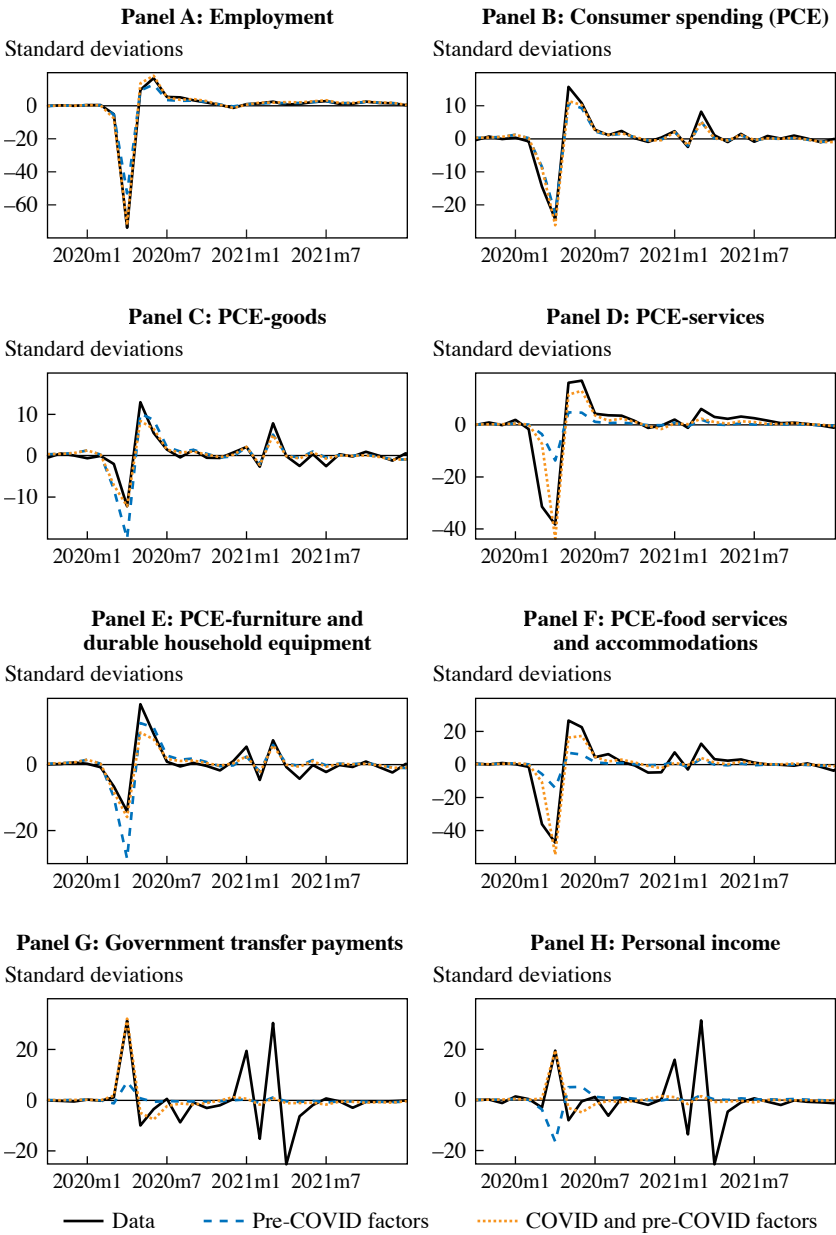 Panel A: Employment
Standard deviations
0
–20
–40
–60
2020m1 2020m7 2021m1 2021m7
Panel B: Consumer spending (PCE)
Standard deviations
10
0
–10
–20
2020m1 2020m7 2021m1 2021m7
Panel C: PCE-goods
Standard deviations
10
0
–10
2020m1 2020m7 2021m1 2021m7
Panel D: PCE-services
Standard deviations
0
–20
–40
2020m1 2020m7 2021m1 2021m7
Panel E: PCE-furniture and
durable household equipment
Standard deviations
0
–20
2020m1 2020m7 2021m1 2021m7
Panel F: PCE-food services
and accommodations
Standard deviations
20
0
–20
–40
2020m1 2020m7 2021m1 2021m7
Panel G: Government transfer payments
Standard deviations
20
0
–20
2020m1 2020m7 2021m1 2021m7
Panel H: Personal income
Standard deviations
20
0
–20
2020m1 2020m7 2021m1 2021m7
Data Pre-COVID factors COVID and pre-COVID factors